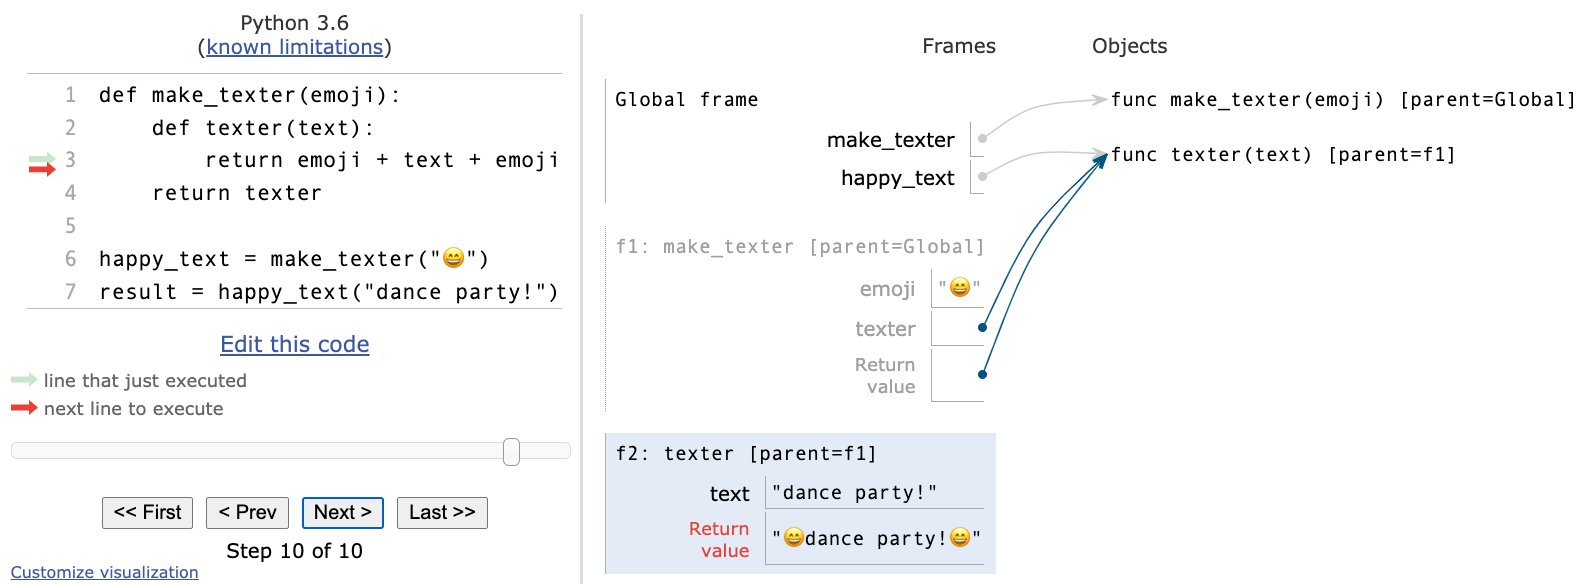 Python 3.6
(known limitations)
1 def make_texter(emoji):
2     def texter(text):
3         return emoji + text + emoji
4     return texter
5
6 happy_text = make_texter("😄")
7 result = happy_text("dance party!")
Edit this code
line that just executed
next line to execute
<< First < Prev Next > Last >>
Step 10 of 10
Customize visualization
Frames Objects
Global frame
make_texter
happy_text
func make_texter(emoji) [parent=Global]
func texter(text) [parent=f1]
f1: make_texter [parent=Global]
emoji "😄"
texter
Return
value
f2: texter [parent=f1]
text "dance party!"
Return
value "😄dance party!😄"